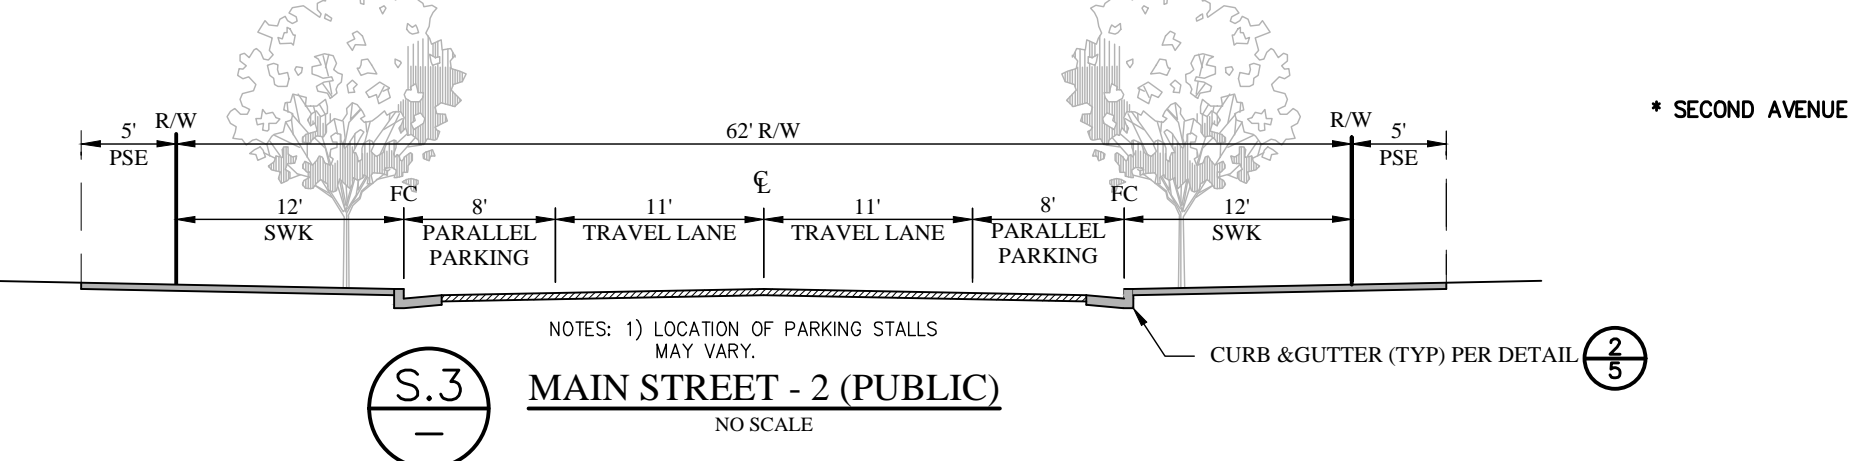 * SECOND AVENUE
R/W
R/W
5'
62' R/W
5'
PSE
PSE
℄
FC
FC
12'
8'
11'
11'
8'
12'
SWK
PARALLEL
PARKING
TRAVEL LANE
TRAVEL LANE
PARALLEL
PARKING
SWK
NOTES: 1) LOCATION OF PARKING STALLS
MAY VARY.
CURB &GUTTER (TYP) PER DETAIL
2
5
S.3
–
MAIN STREET - 2 (PUBLIC)
NO SCALE